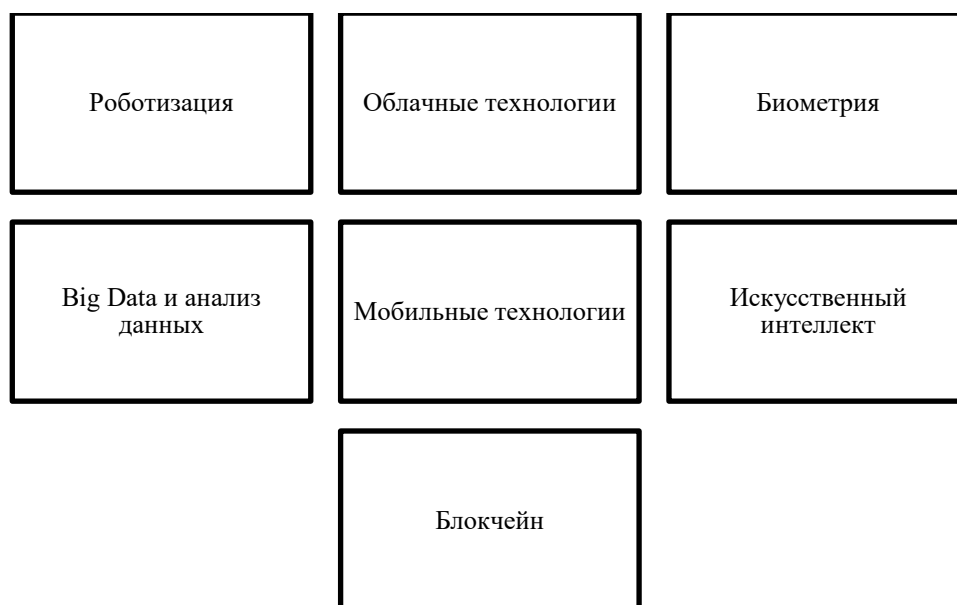 Роботизация
Облачные технологии
Биометрия
Big Data и анализ
данных
Мобильные технологии
Искусственный
интеллект
Блокчейн